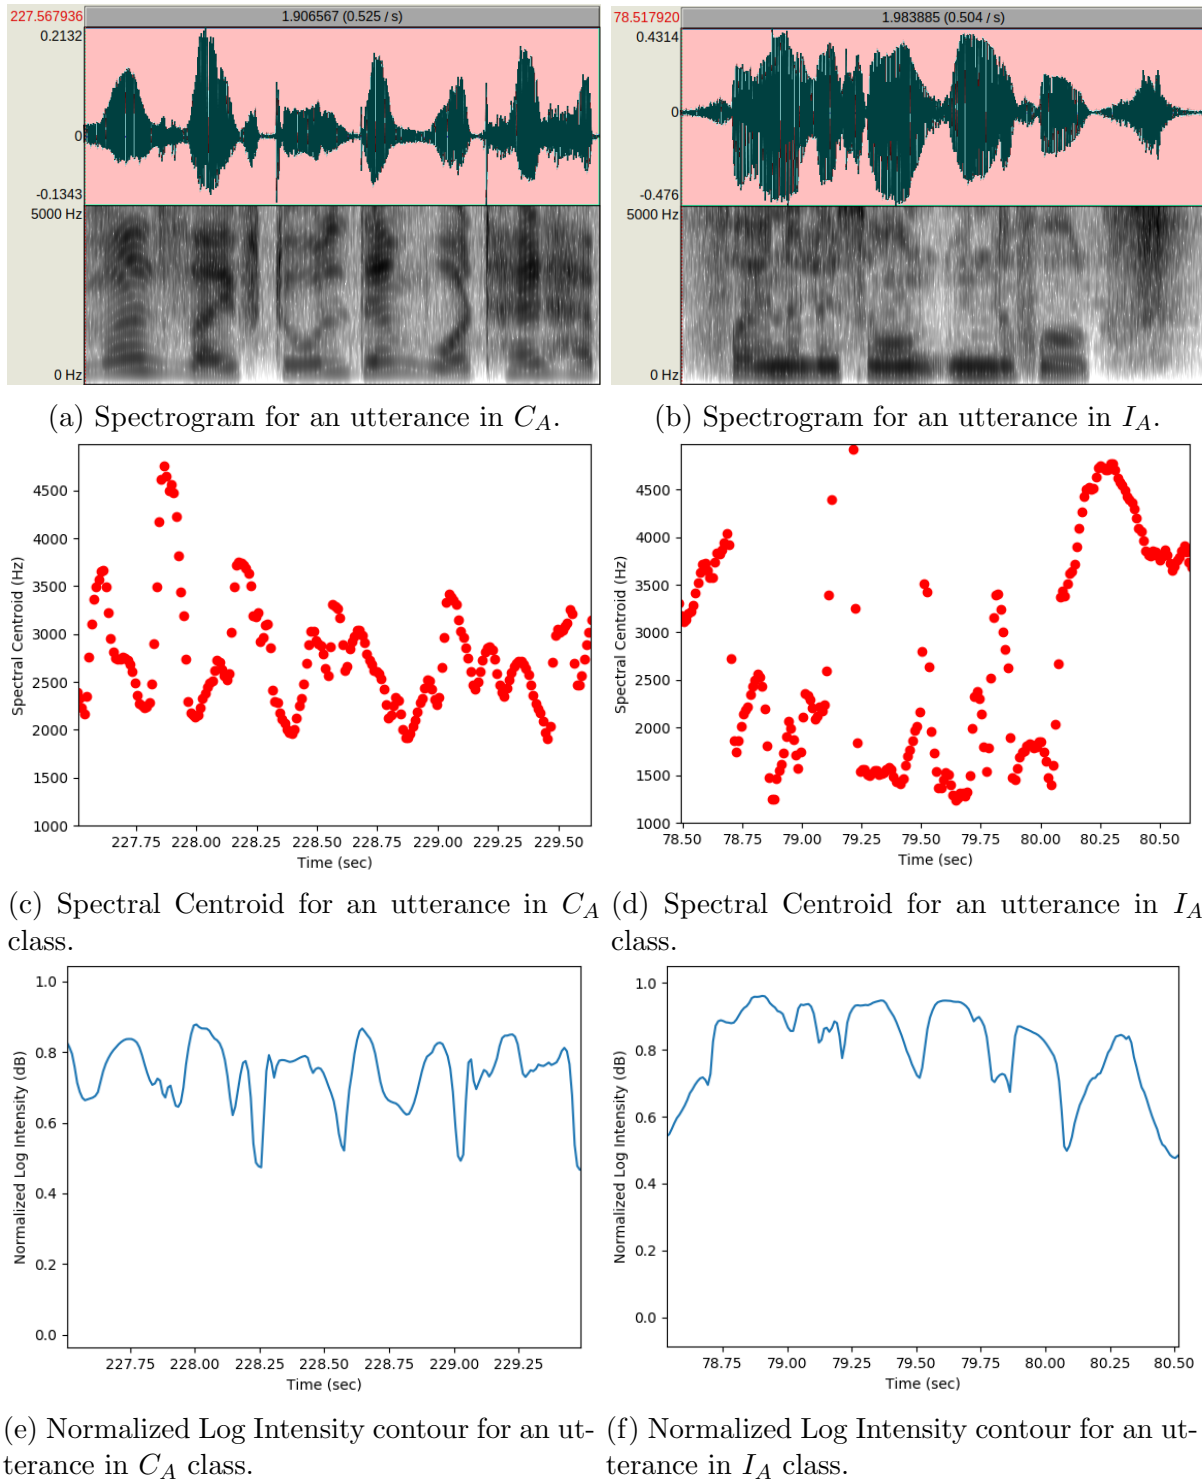 227.567936
1.906567 (0.525 / s)
0.2132
0
-0.1343
5000 Hz
0 Hz
78.517920
1.983885 (0.504 / s)
0.4314
0
-0.476
5000 Hz
0 Hz
(a) Spectrogram for an utterance in C_A.
(b) Spectrogram for an utterance in I_A.
4500
4000
3500
3000
2500
2000
1500
1000
Spectral Centroid (Hz)
227.75 228.00 228.25 228.50 228.75 229.00 229.25 229.50
Time (sec)
4500
4000
3500
3000
2500
2000
1500
1000
Spectral Centroid (Hz)
78.50 78.75 79.00 79.25 79.50 79.75 80.00 80.25 80.50
Time (sec)
(c) Spectral Centroid for an utterance in C_A
class.
(d) Spectral Centroid for an utterance in I_A
class.
1.0
0.8
0.6
0.4
0.2
0.0
Normalized Log Intensity (dB)
227.75 228.00 228.25 228.50 228.75 229.00 229.25
Time (sec)
1.0
0.8
0.6
0.4
0.2
0.0
Normalized Log Intensity (dB)
78.75 79.00 79.25 79.50 79.75 80.00 80.25 80.50
Time (sec)
(e) Normalized Log Intensity contour for an ut-
terance in C_A class.
(f) Normalized Log Intensity contour for an ut-
terance in I_A class.